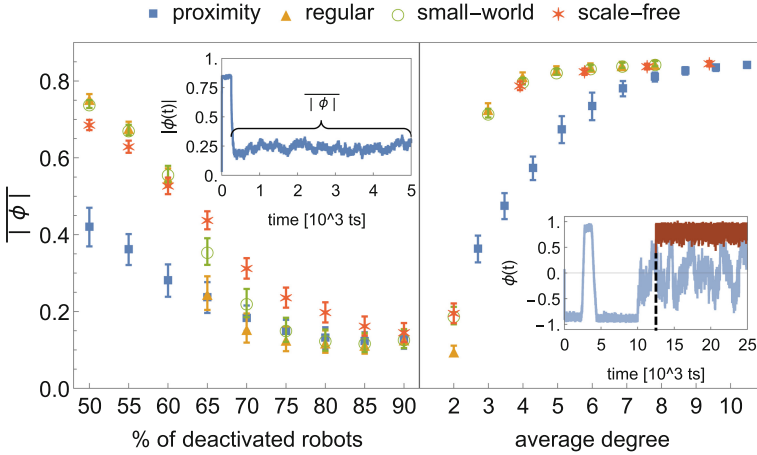 proximity regular small−world scale−free
0.8
0.6
0.4
0.2
0.0
| ϕ |
50 55 60 65 70 75 80 85 90
% of deactivated robots
1.
0.75
0.5
0.25
0
|ϕ(t)|
| ϕ |
0 1 2 3 4 5
time [10^3 ts]
2 3 4 5 6 7 8 9 10
average degree
1.0
0.5
0.0
−0.5
−1
ϕ(t)
0 5 10 15 20 25
time [10^3 ts]